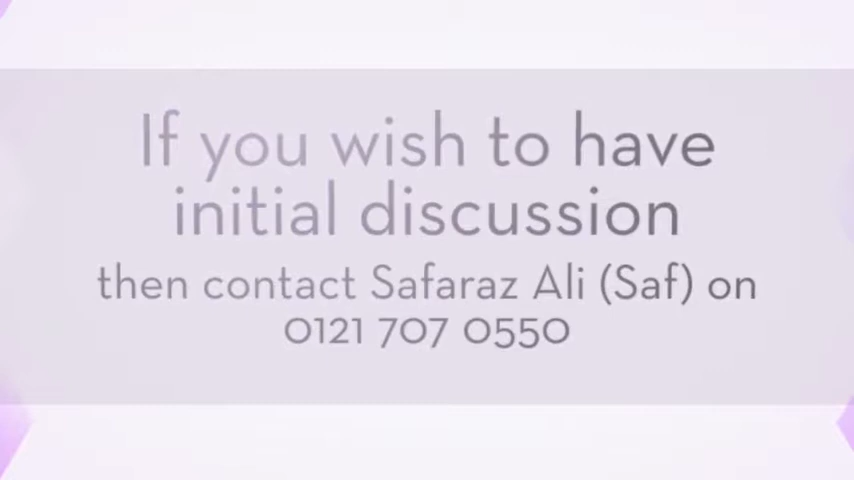 If you wish to have
initial discussion
then contact Safaraz Ali (Saf) on
0121 707 0550